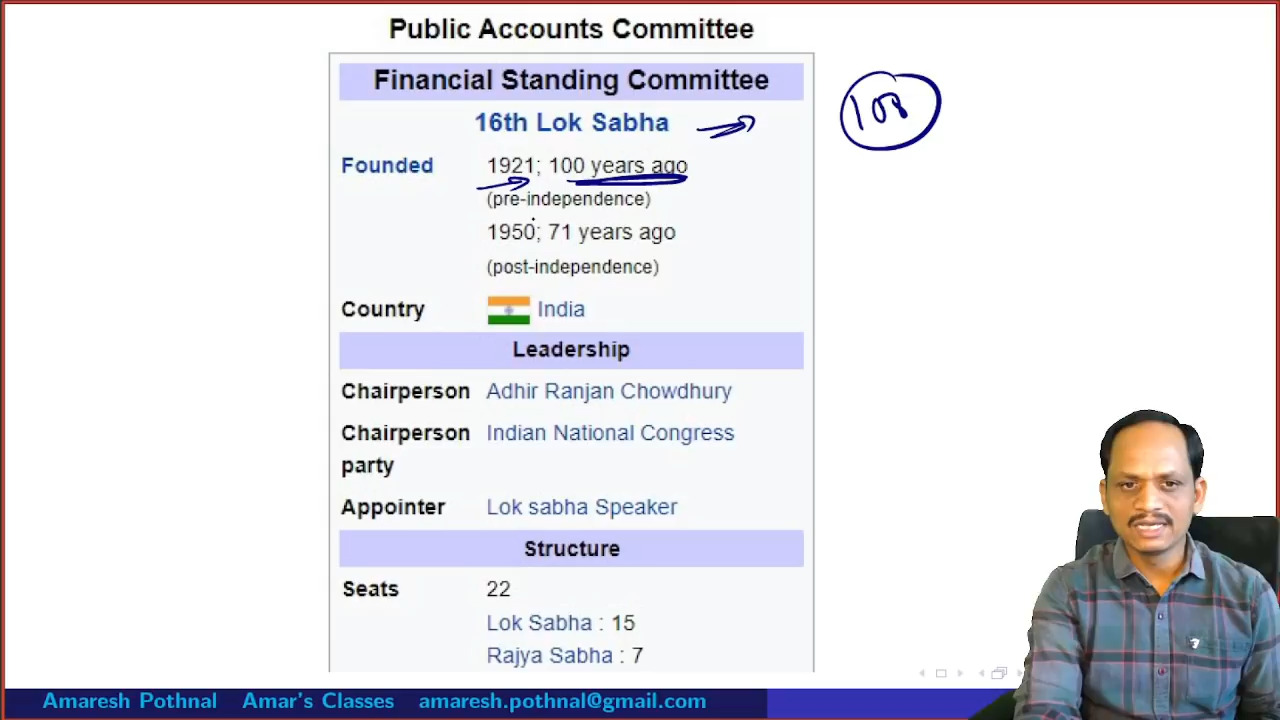 Public Accounts Committee
Financial Standing Committee
16th Lok Sabha
108
Founded 1921; 100 years ago
(pre-independence)
1950; 71 years ago
(post-independence)
Country India
Leadership
Chairperson Adhir Ranjan Chowdhury
Chairperson Indian National Congress
party
Appointer Lok sabha Speaker
Structure
Seats 22
Lok Sabha : 15
Rajya Sabha : 7
Amaresh Pothnal Amar's Classes amaresh.pothnal@gmail.com